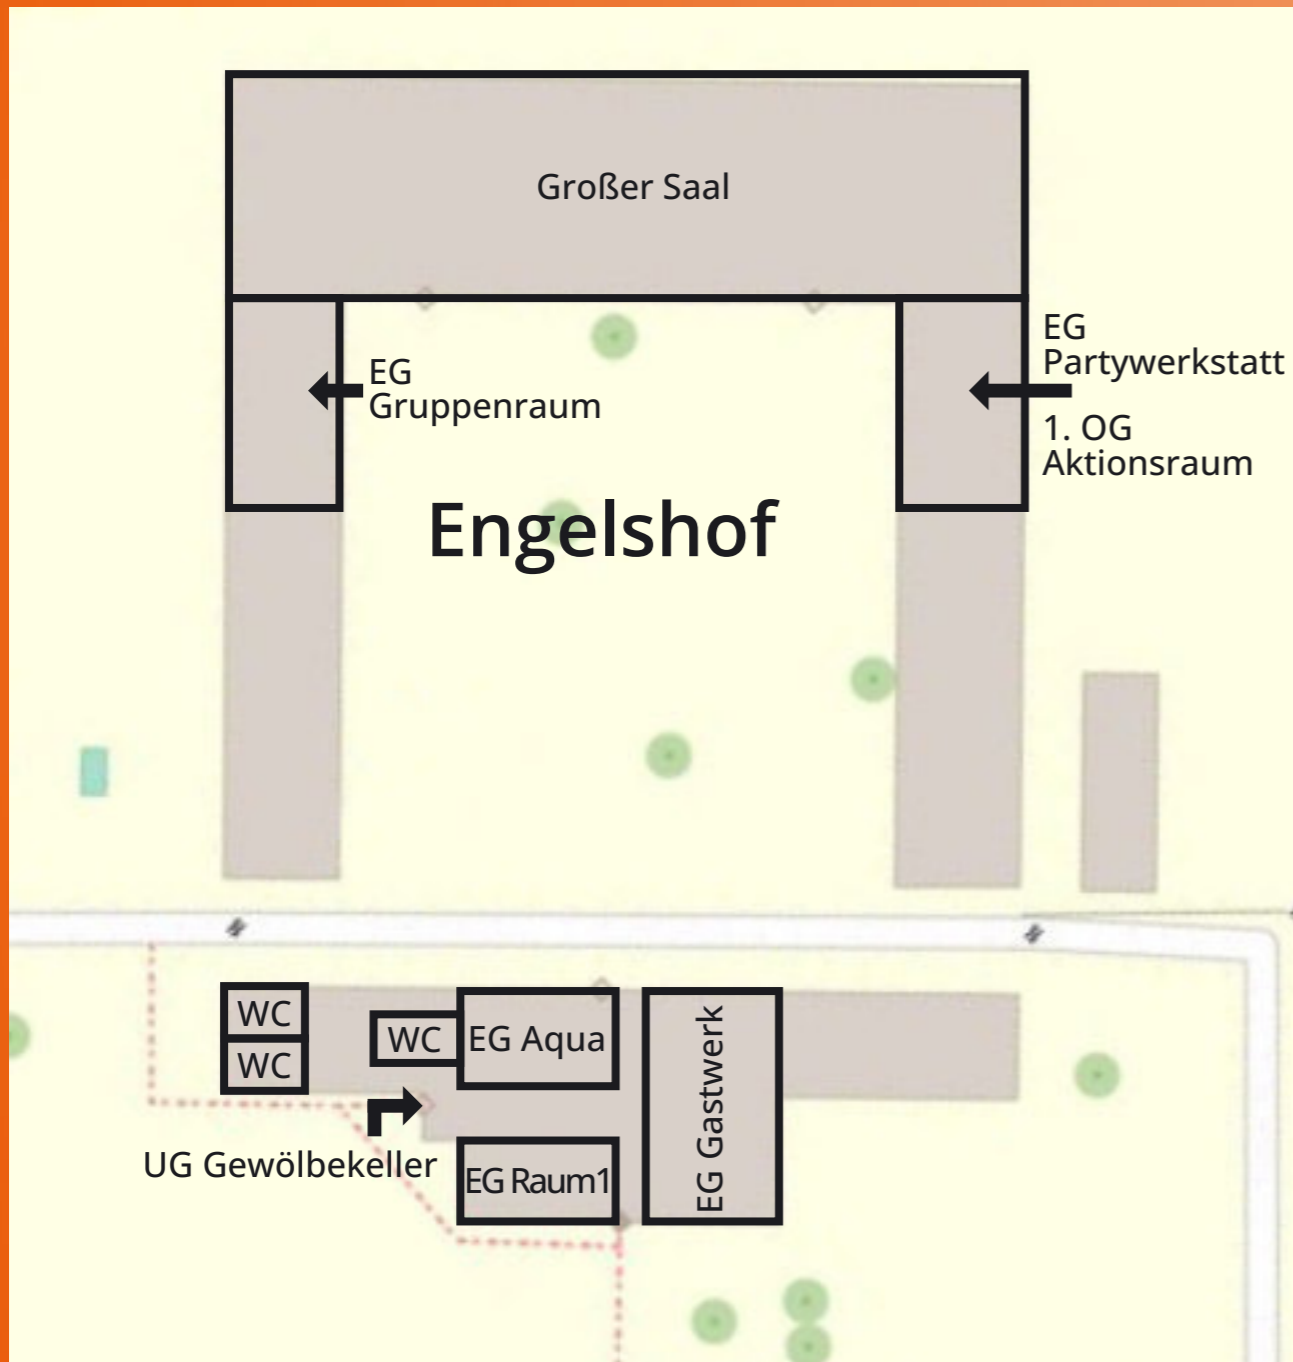 Großer Saal
EG
Gruppenraum
EG
Partywerkstatt
1. OG
Aktionsraum
Engelshof
WC
WC
WC
EG Aqua
EG Gastwerk
UG Gewölbekeller
EG Raum1